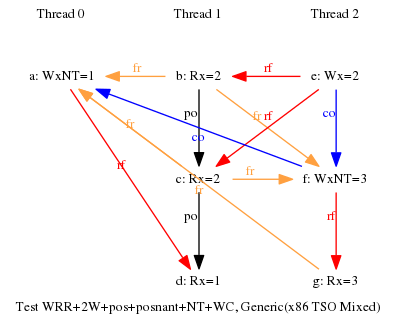 Thread 0 Thread 1 Thread 2
a: WxNT=1 fr b: Rx=2 rf e: Wx=2
po fr rf co
fr co
rf c: Rx=2 fr f: WxNT=3
fr
po rf
d: Rx=1 g: Rx=3
Test WRR+2W+pos+posnant+NT+WC, Generic(x86 TSO Mixed)